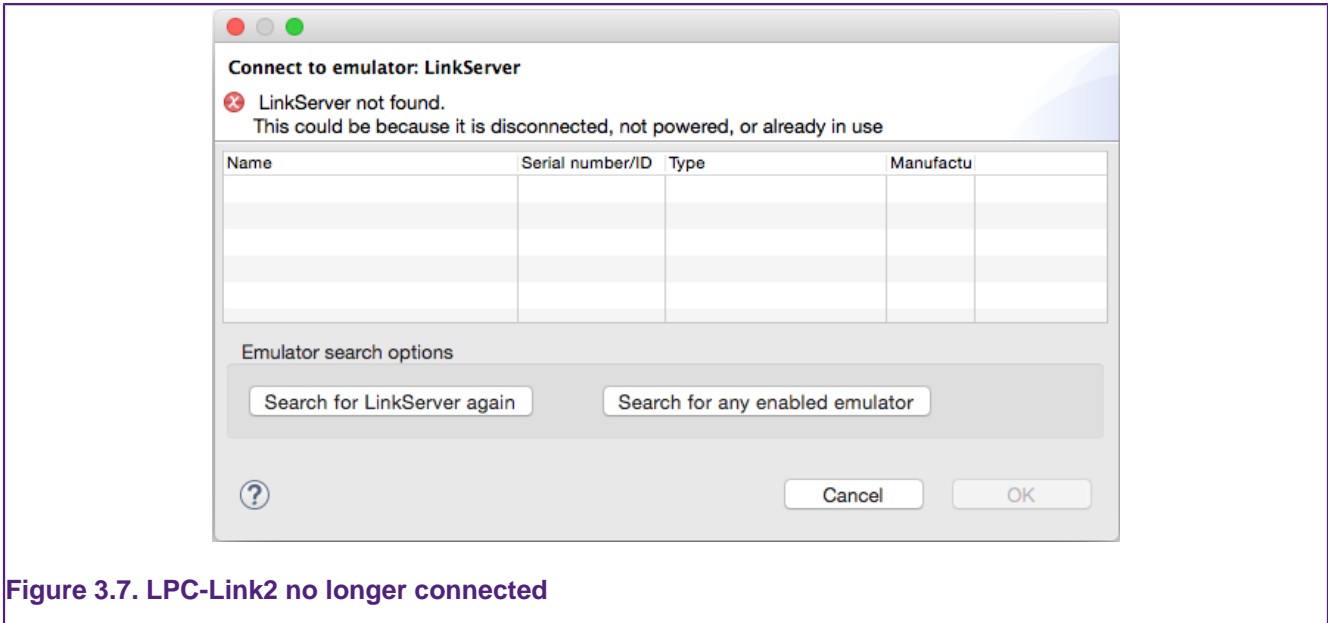 Connect to emulator: LinkServer
LinkServer not found.
This could be because it is disconnected, not powered, or already in use
Name Serial number/ID Type Manufactu
Emulator search options
Search for LinkServer again Search for any enabled emulator
? Cancel OK
Figure 3.7. LPC-Link2 no longer connected